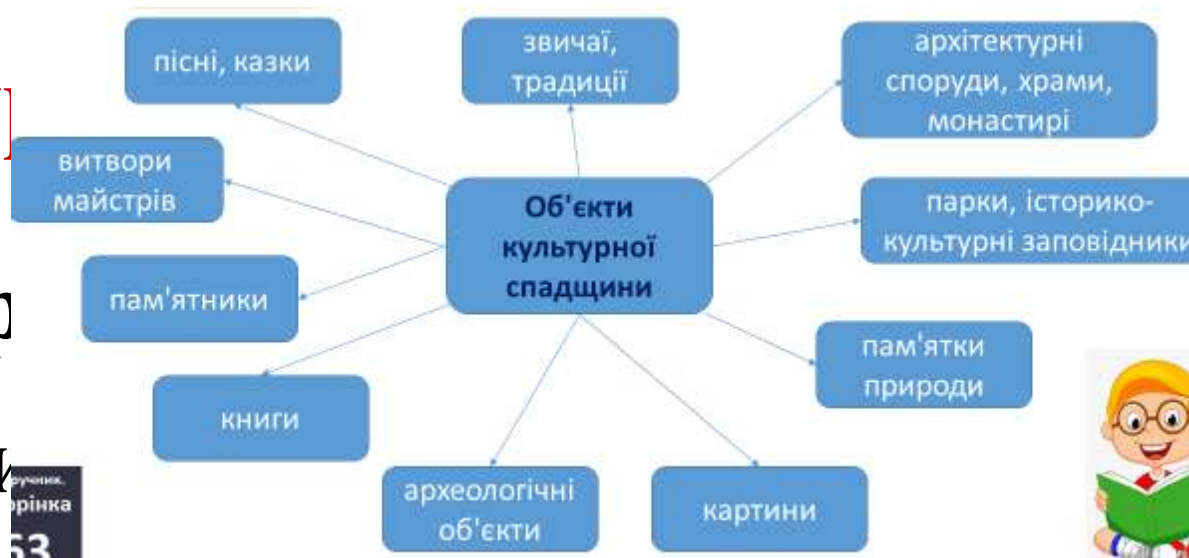 пісні, казки
звичаї,
традиції
архітектурні
споруди, храми,
монастирі
витвори
майстрів
Об'єкти
культурної
спадщини
парки, історико-
культурні заповідники
пам'ятники
пам'ятки
природи
книги
археологічні
об'єкти
картини
63